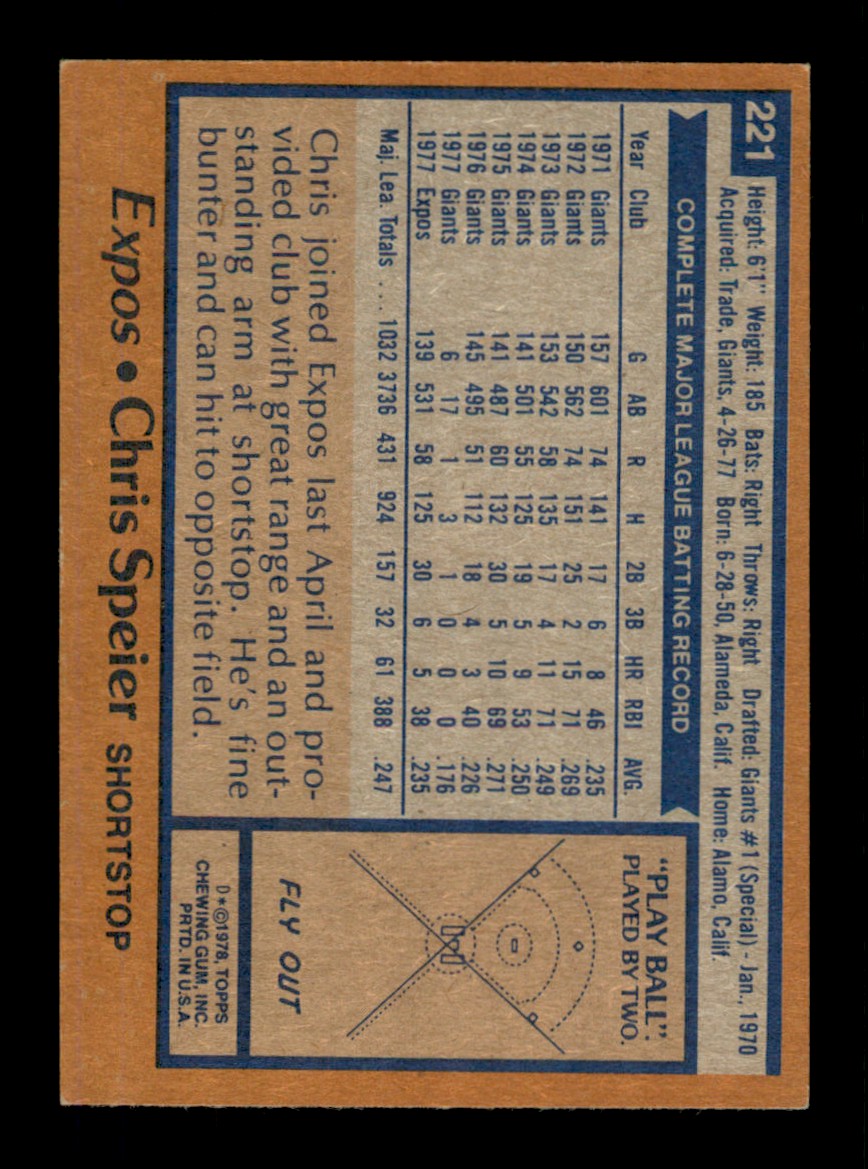 221
Height: 6'1" Weight: 185 Bats: Right Throws: Right Drafted: Giants #1 (Special) - Jan., 1970
Acquired: Trade, Giants, 4-26-77 Born: 6-28-50, Alameda, Calif. Home: Alamo, Calif.
COMPLETE MAJOR LEAGUE BATTING RECORD
Year Club G AB R H 2B 3B HR RBI AVG.
1971 Giants 157 601 74 141 17 6 8 46 .235
1972 Giants 150 562 74 151 25 2 15 71 .269
1973 Giants 153 542 58 135 17 4 11 71 .249
1974 Giants 141 501 55 125 19 5 9 53 .250
1975 Giants 141 487 60 132 30 5 10 69 .271
1976 Giants 145 495 51 112 18 4 3 40 .226
1977 Giants 6 17 1 3 1 0 0 0 .176
1977 Expos 139 531 58 125 30 6 5 38 .235
Maj. Lea. Totals . . . 1032 3736 431 924 157 32 61 388 .247
Chris joined Expos last April and pro-
vided club with great range and an out-
standing arm at shortstop. He's fine
bunter and can hit to opposite field.
"PLAY BALL".
PLAYED BY TWO.
FLY OUT
D*©1978, TOPPS
CHEWING GUM, INC.
PRTD. IN U.S.A.
Expos • Chris Speier SHORTSTOP